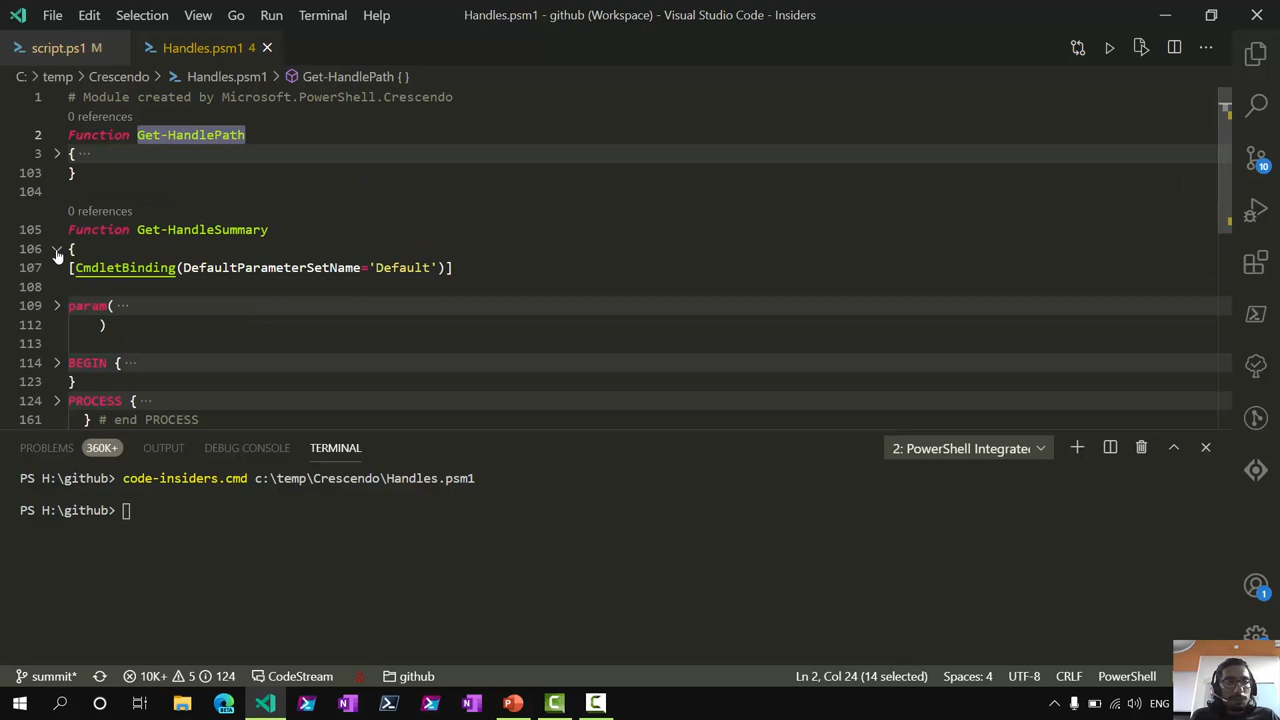 File Edit Selection View Go Run Terminal Help
Handles.psm1 - github (Workspace) - Visual Studio Code - Insiders
script.ps1 M
Handles.psm1 4
C: > temp > Crescendo > Handles.psm1 > Get-HandlePath { }
1 # Module created by Microsoft.PowerShell.Crescendo
0 references
2 Function Get-HandlePath
3 { ...
103 }
104
0 references
105 Function Get-HandleSummary
106 {
107 [CmdletBinding(DefaultParameterSetName='Default')]
108
109 param( ...
112 )
113
114 BEGIN { ...
123 }
124 PROCESS { ...
161 } # end PROCESS
PROBLEMS 360K+ OUTPUT DEBUG CONSOLE TERMINAL
2: PowerShell Integrate
PS H:\github> code-insiders.cmd c:\temp\Crescendo\Handles.psm1
PS H:\github>
10
1
summit* 10K+ 5 124 CodeStream github
Ln 2, Col 24 (14 selected) Spaces: 4 UTF-8 CRLF PowerShell
ENG